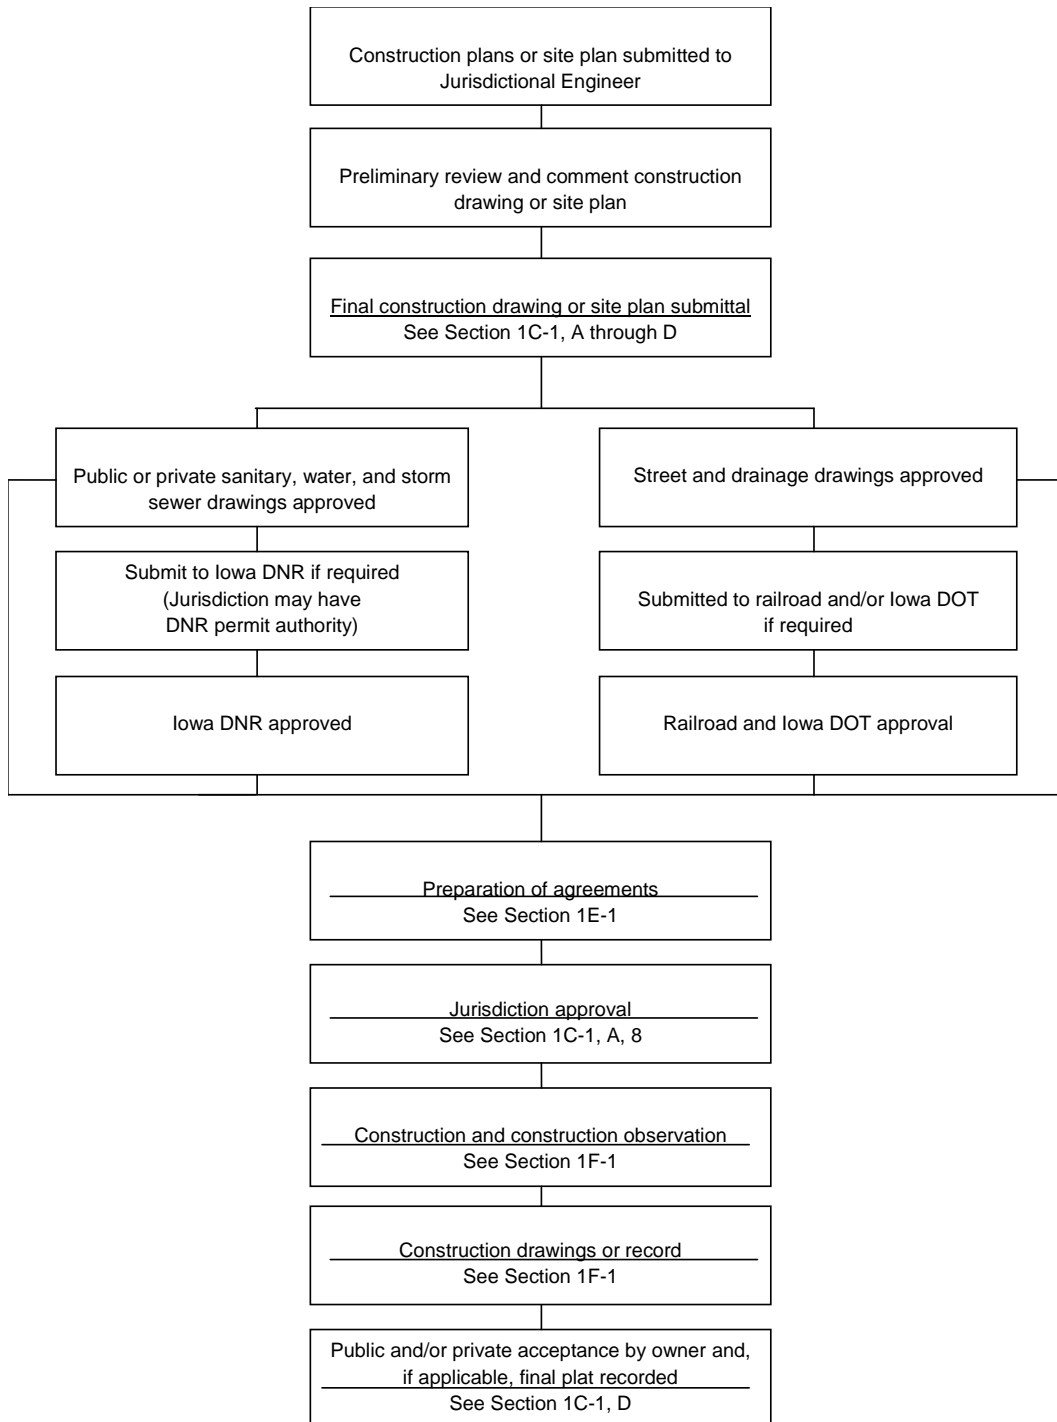 Construction plans or site plan submitted to
Jurisdictional Engineer
Preliminary review and comment construction
drawing or site plan
Final construction drawing or site plan submittal
See Section 1C-1, A through D
Public or private sanitary, water, and storm
sewer drawings approved
Street and drainage drawings approved
Submit to Iowa DNR if required
(Jurisdiction may have
DNR permit authority)
Submitted to railroad and/or Iowa DOT
if required
Iowa DNR approved
Railroad and Iowa DOT approval
Preparation of agreements
See Section 1E-1
Jurisdiction approval
See Section 1C-1, A, 8
Construction and construction observation
See Section 1F-1
Construction drawings or record
See Section 1F-1
Public and/or private acceptance by owner and,
if applicable, final plat recorded
See Section 1C-1, D